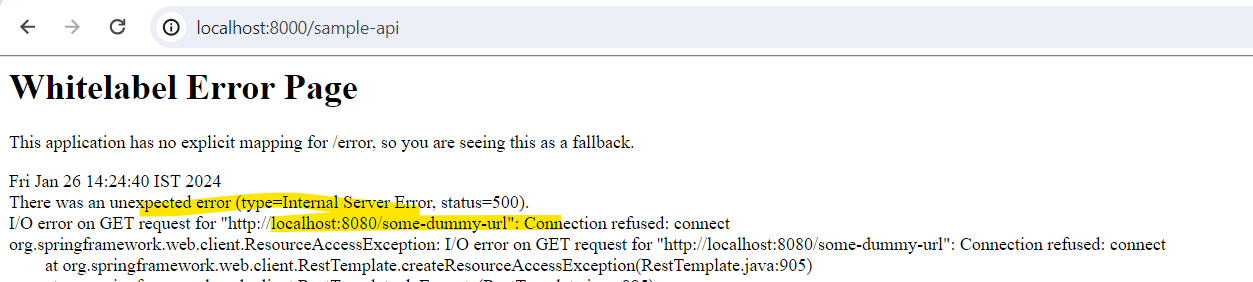 localhost:8000/sample-api
Whitelabel Error Page
This application has no explicit mapping for /error, so you are seeing this as a fallback.
Fri Jan 26 14:24:40 IST 2024
There was an unexpected error (type=Internal Server Error, status=500).
I/O error on GET request for "http://localhost:8080/some-dummy-url": Connection refused: connect
org.springframework.web.client.ResourceAccessException: I/O error on GET request for "http://localhost:8080/some-dummy-url": Connection refused: connect
at org.springframework.web.client.RestTemplate.createResourceAccessException(RestTemplate.java:905)